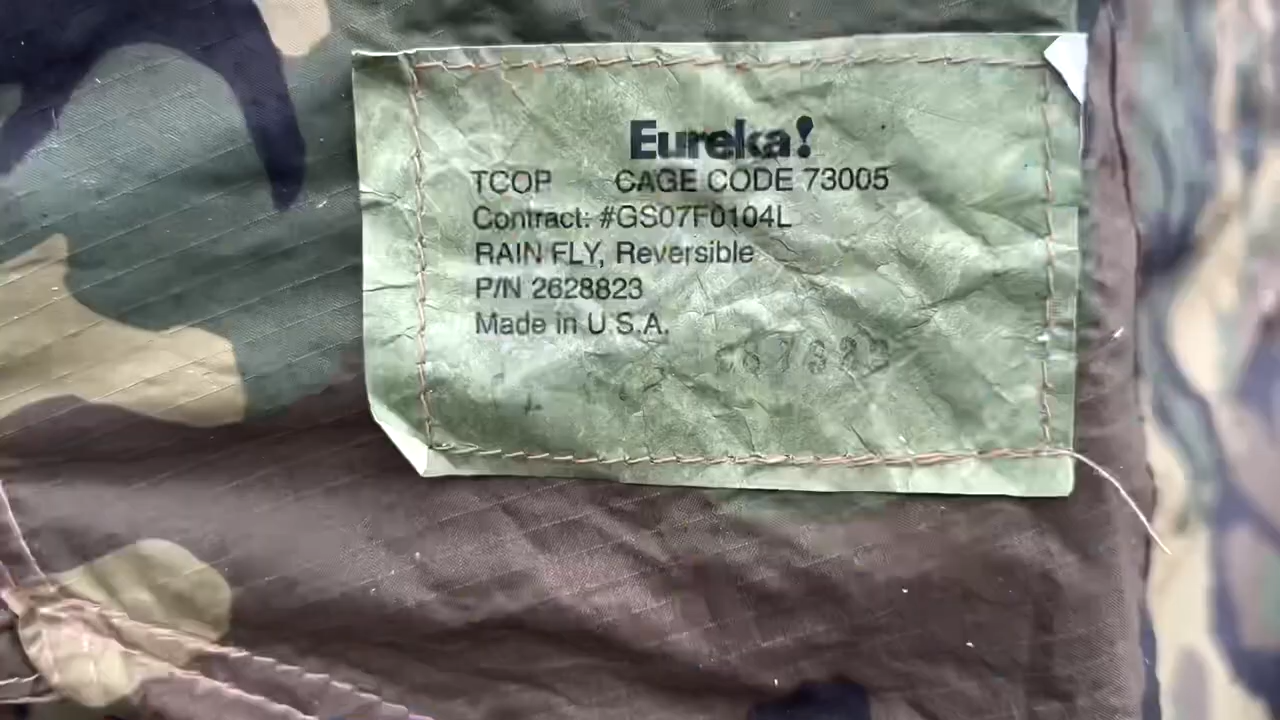 Eureka!
TCOP CAGE CODE 73005
Contract: #GS07F0104L
RAIN FLY, Reversible
P/N 2628823
Made in U.S.A.